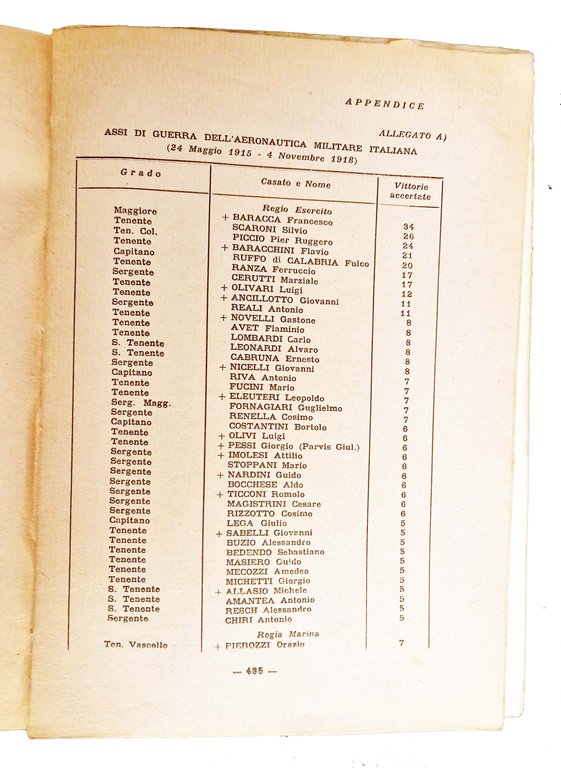 APPENDICE
ALLEGATO A)
ASSI DI GUERRA DELL'AERONAUTICA MILITARE ITALIANA
(24 Maggio 1915 - 4 Novembre 1918)
Grado Casato e Nome Vittorie accertate
Regio Esercito
Maggiore + BARACCA Francesco 34
Tenente SCARONI Silvio 26
Ten. Col. PICCIO Pier Ruggero 24
Tenente + BARACCHINI Flavio 21
Capitano RUFFO di CALABRIA Fulco 20
Tenente RANZA Ferruccio 17
Sergente CERUTTI Marziale 17
Tenente + OLIVARI Luigi 12
Tenente + ANCILLOTTO Giovanni 11
Sergente REALI Antonio 11
Tenente + NOVELLI Gastone 8
Tenente AVET Flaminio 8
Tenente LOMBARDI Carlo 8
S. Tenente LEONARDI Alvaro 8
S. Tenente CABRUNA Ernesto 8
Sergente + NICELLI Giovanni 8
Capitano RIVA Antonio 7
Tenente FUCINI Mario 7
Tenente + ELEUTERI Leopoldo 7
Serg. Magg. FORNAGIARI Guglielmo 7
Sergente RENELLA Cosimo 7
Capitano COSTANTINI Bortolo 6
Tenente + OLIVI Luigi 6
Tenente + PESSI Giorgio (Parvis Giul.) 6
Sergente + IMOLESI Attilio 6
Sergente STOPPANI Mario 6
Sergente + NARDINI Guido 6
Sergente BOCCHESE Aldo 6
Sergente + TICCONI Romolo 6
Sergente MAGISTRINI Cesare 6
Sergente RIZZOTTO Cosimo 6
Capitano LEGA Giulio 5
Tenente + SABELLI Giovanni 5
Tenente BUZIO Alessandro 5
Tenente BEDENDO Sebastiano 5
Tenente MASIERO Guido 5
Tenente MECOZZI Amedeo 5
Tenente MICHETTI Giorgio 5
S. Tenente + ALLASIO Michele 5
S. Tenente AMANTEA Antonio 5
S. Tenente RESCH Alessandro 5
Sergente CHIRI Antonio 5
Regia Marina
Ten. Vascello + PIEROZZI Orazio 7
— 495 —